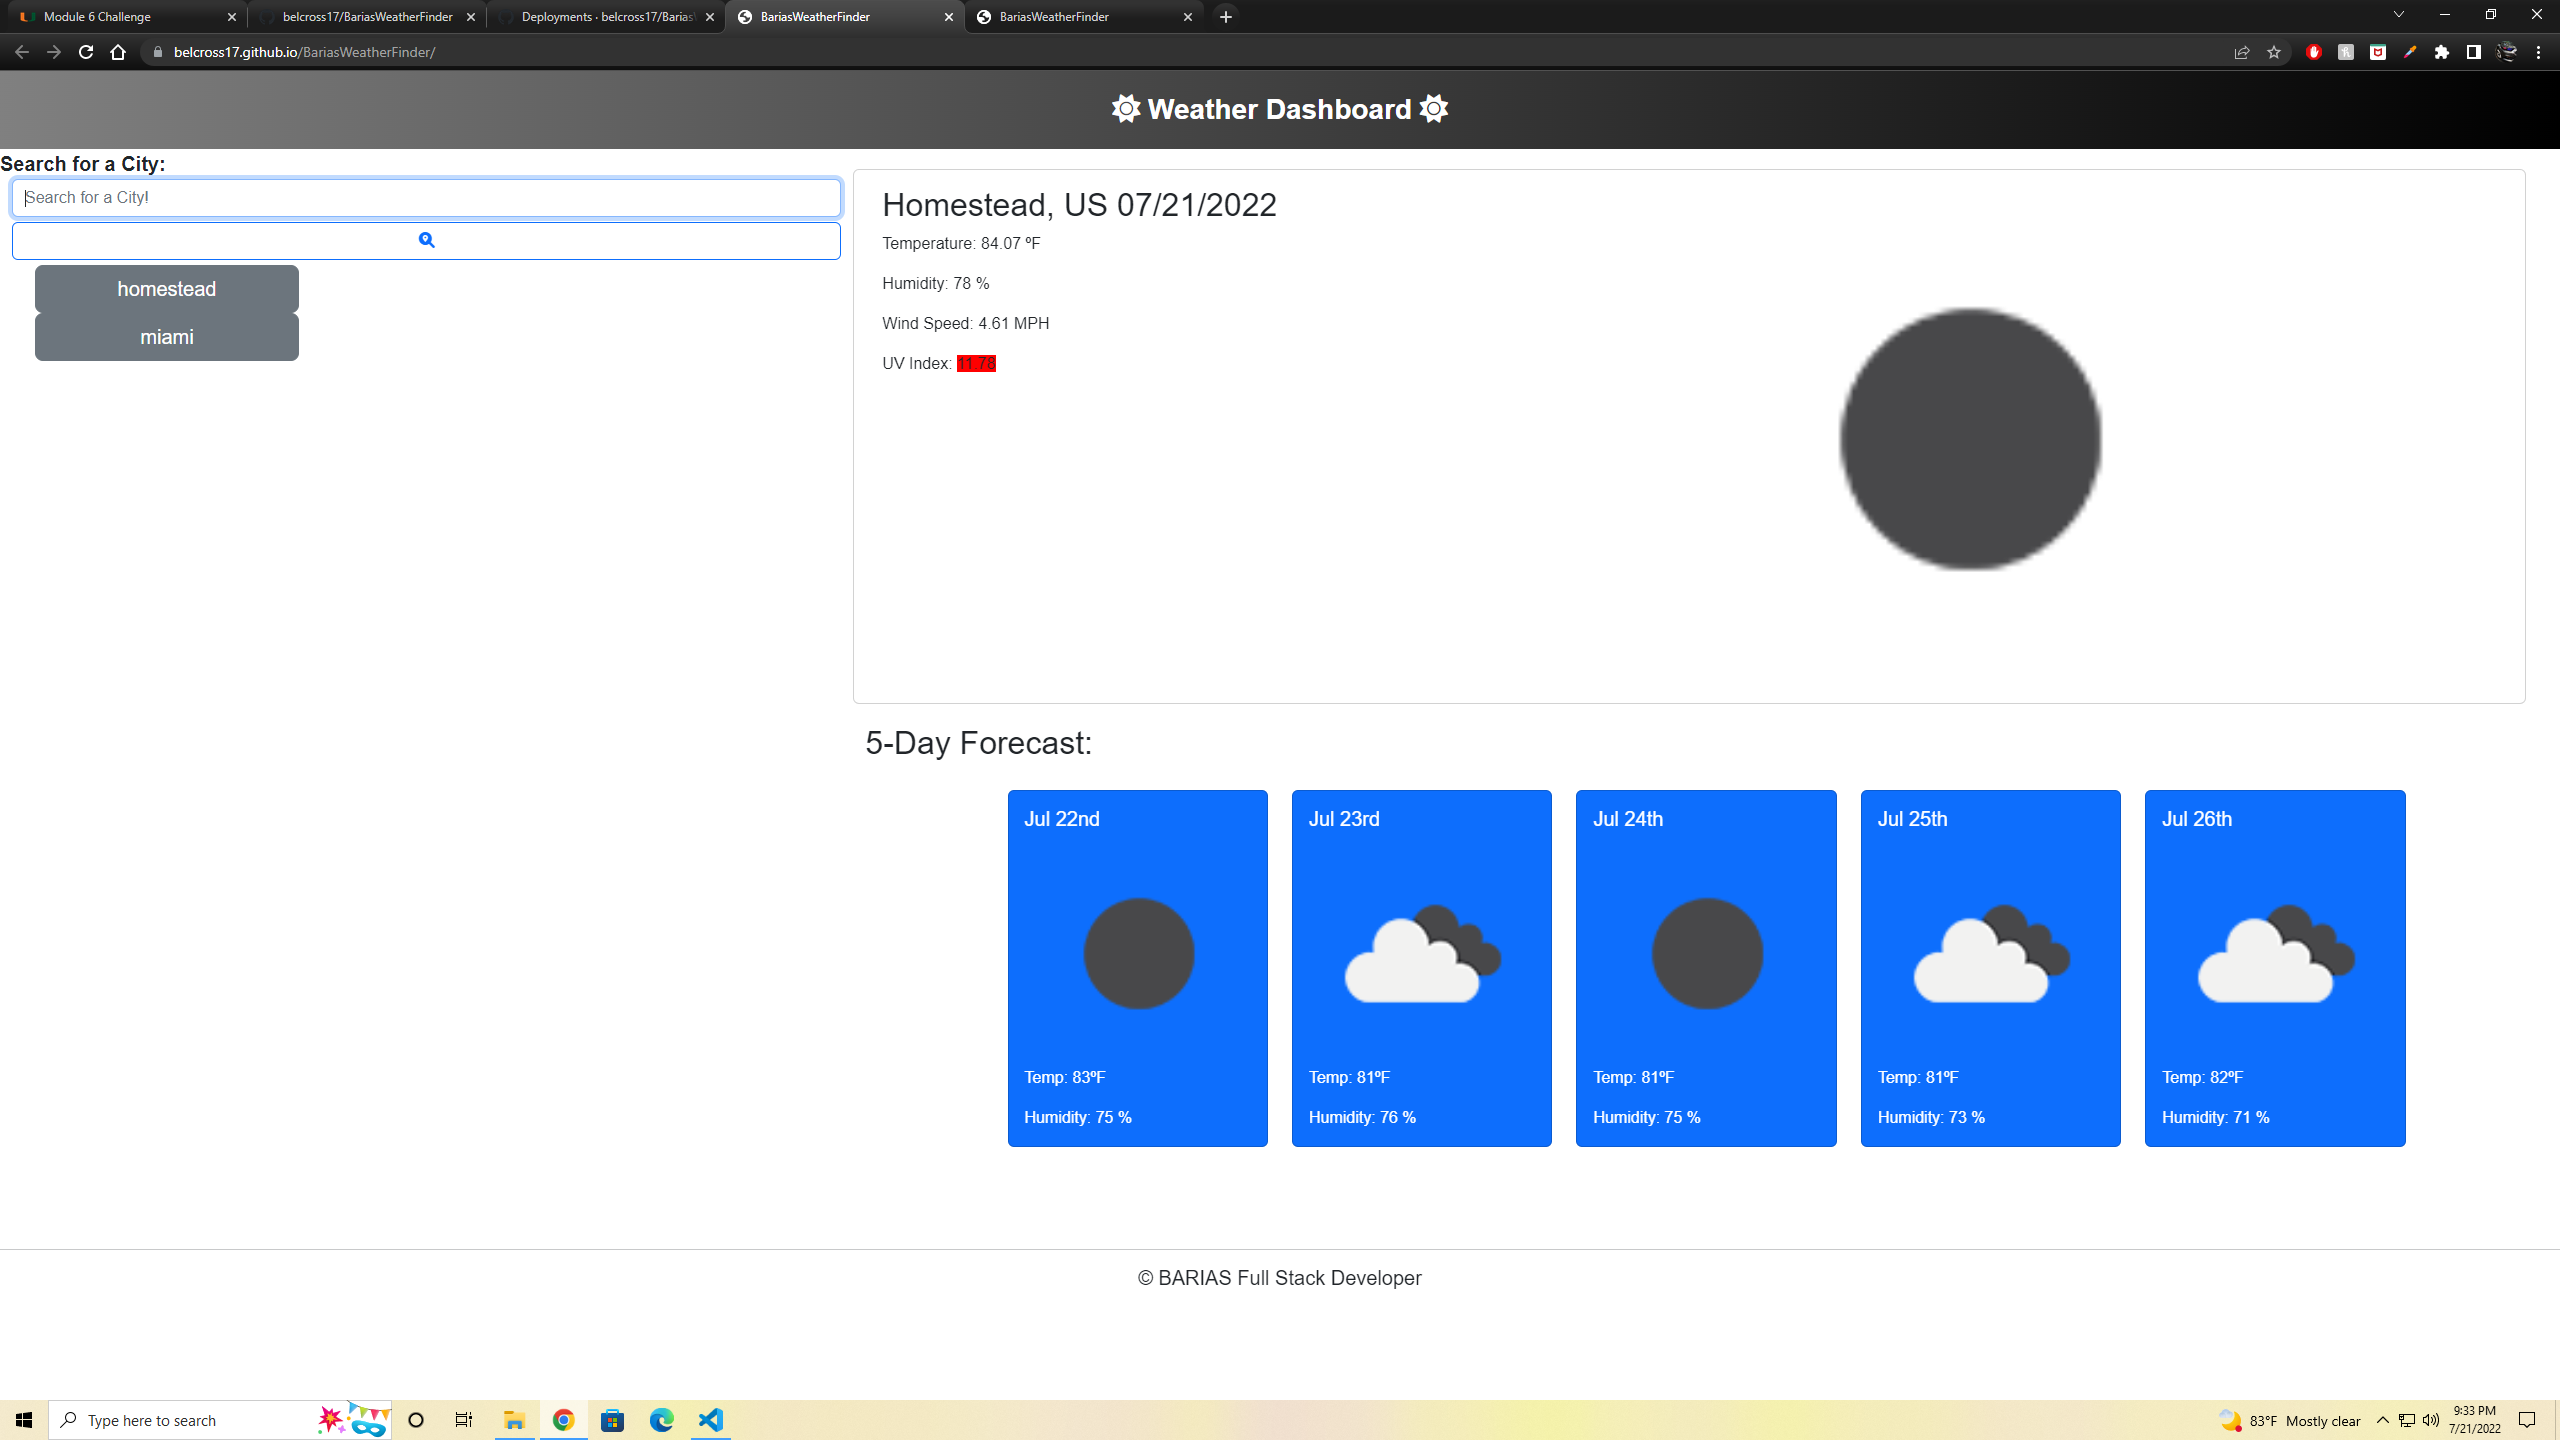 Module 6 Challenge
belcross17/BariasWeatherFinder
Deployments · belcross17/Barias
BariasWeatherFinder
BariasWeatherFinder
belcross17.github.io/BariasWeatherFinder/
Weather Dashboard
Search for a City:
Search for a City!
homestead
miami
Homestead, US 07/21/2022
Temperature: 84.07 ºF
Humidity: 78 %
Wind Speed: 4.61 MPH
UV Index: 11.78
5-Day Forecast:
Jul 22nd
Temp: 83ºF
Humidity: 75 %
Jul 23rd
Temp: 81ºF
Humidity: 76 %
Jul 24th
Temp: 81ºF
Humidity: 75 %
Jul 25th
Temp: 81ºF
Humidity: 73 %
Jul 26th
Temp: 82ºF
Humidity: 71 %
© BARIAS Full Stack Developer
Type here to search
83°F Mostly clear
9:33 PM
7/21/2022